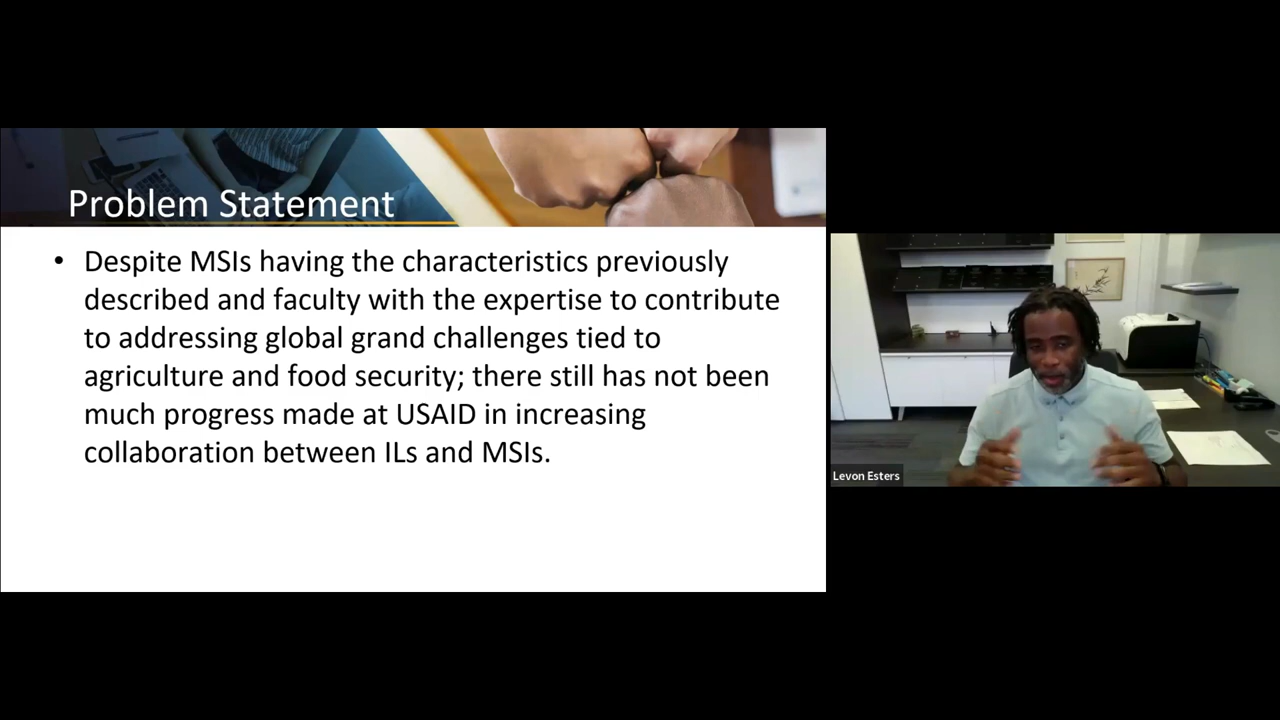 Problem Statement
• Despite MSIs having the characteristics previously
described and faculty with the expertise to contribute
to addressing global grand challenges tied to
agriculture and food security; there still has not been
much progress made at USAID in increasing
collaboration between ILs and MSIs.
Levon Esters